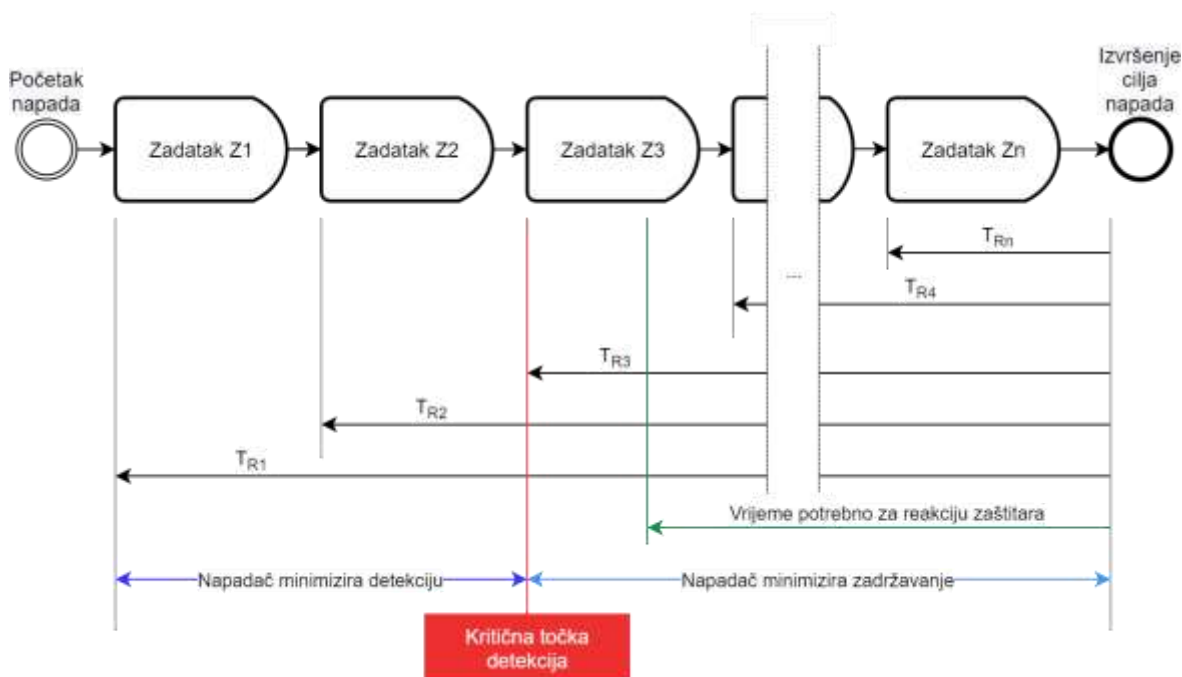 Početak
napada
Izvršenje
cilja
napada
Zadatak Z1
Zadatak Z2
Zadatak Z3
Zadatak Zn
TRn
...
TR4
TR3
TR2
TR1
Vrijeme potrebno za reakciju zaštitara
Napadač minimizira detekciju
Napadač minimizira zadržavanje
Kritična točka
detekcija